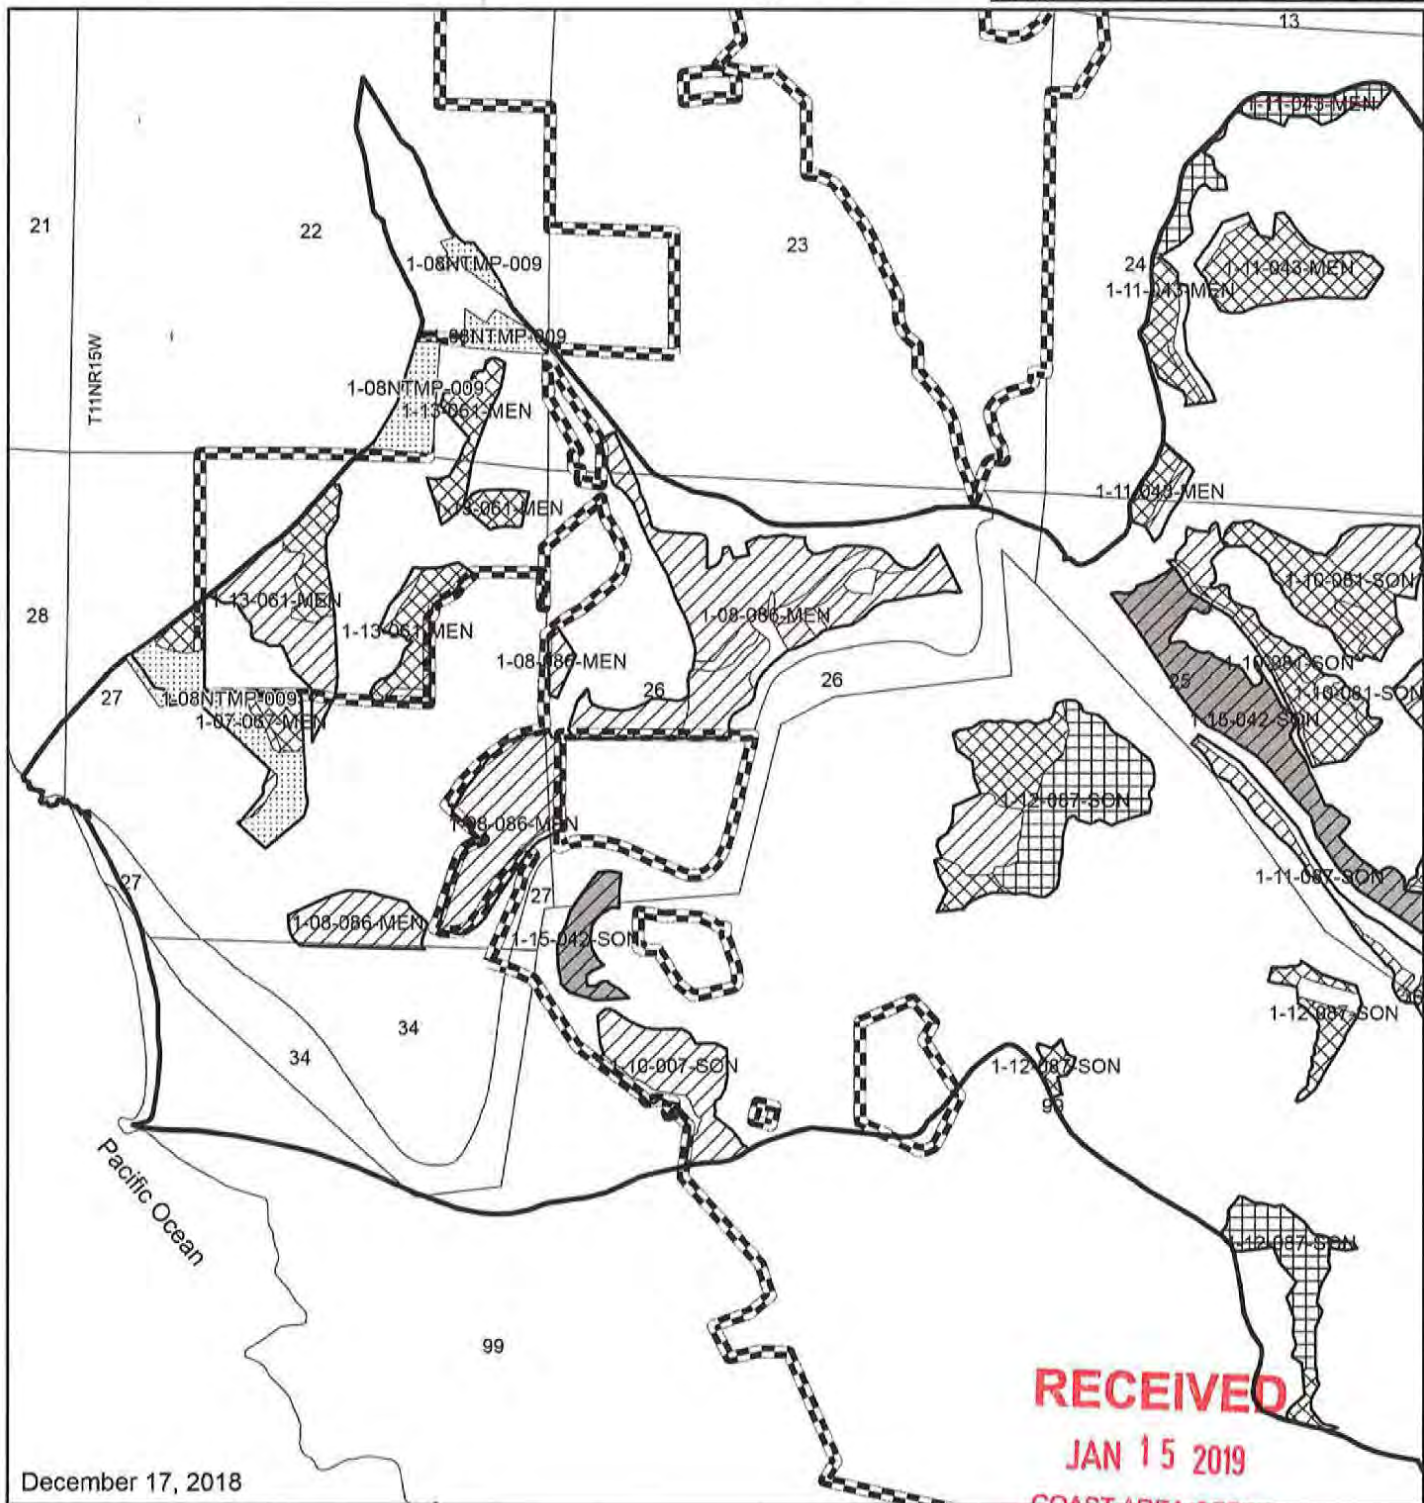 13
1-11-043-MEN
21
22
23
24
1-08NTMP-009
1-11-043-MEN
1-11-043-MEN
1-08NTMP-009
T11NR15W
1-08NTMP-009
1-13-061-MEN
1-11-043-MEN
13-061-MEN
1-10-081-SON
28
1-13-061-MEN
1-08-086-MEN
1-13-061-MEN
1-08-086-MEN
1-10-081-SON
26
26
25
1-10-081-SON
27
1-08NTMP-009
1-07-067-MEN
1-15-042-SON
1-12-087-SON
1-08-086-MEN
27
27
1-11-087-SON
1-08-086-MEN
1-15-042-SON
1-12-087-SON
34
34
1-10-007-SON
1-12-087-SON
99
Pacific Ocean
1-12-087-SON
99
RECEIVED
JAN 15 2019
COAST AREA
December 17, 2018